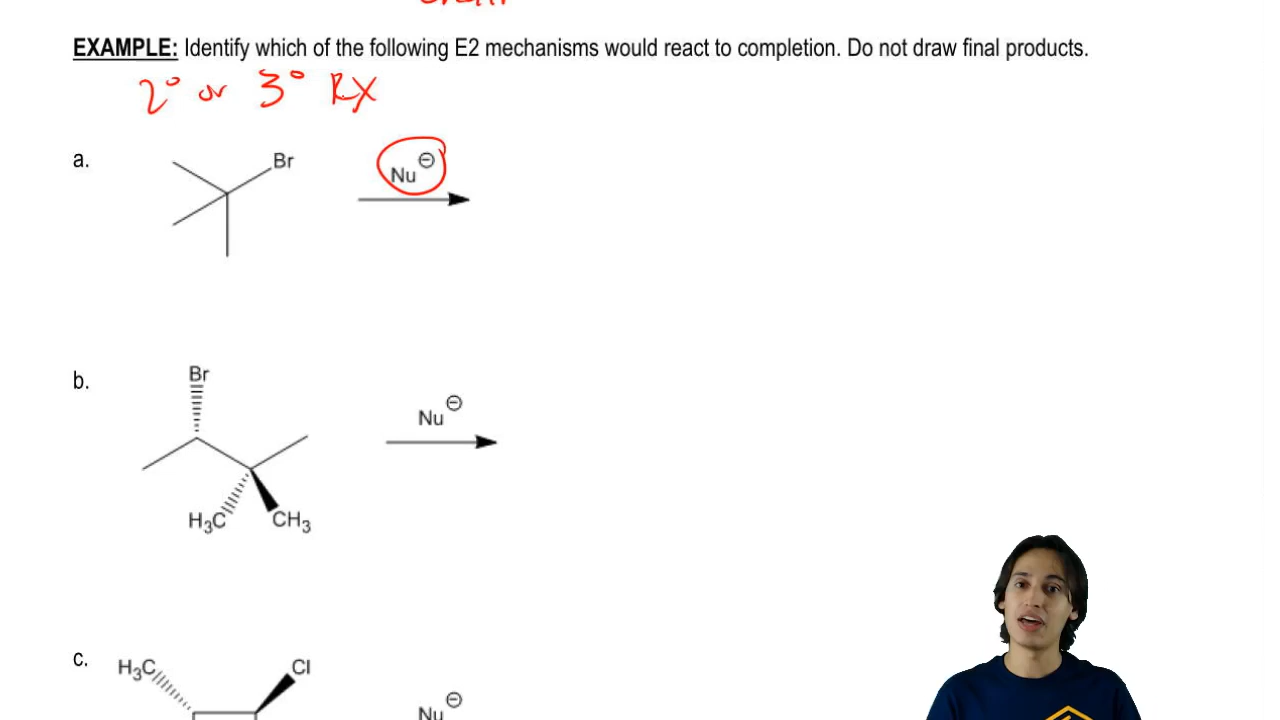 EXAMPLE: Identify which of the following E2 mechanisms would react to completion. Do not draw final products.
2° or 3° RX
a.
Br
Nu ⊖
b.
Br
Nu ⊖
H₃C
CH₃
c.
H₃C
Cl
Nu ⊖